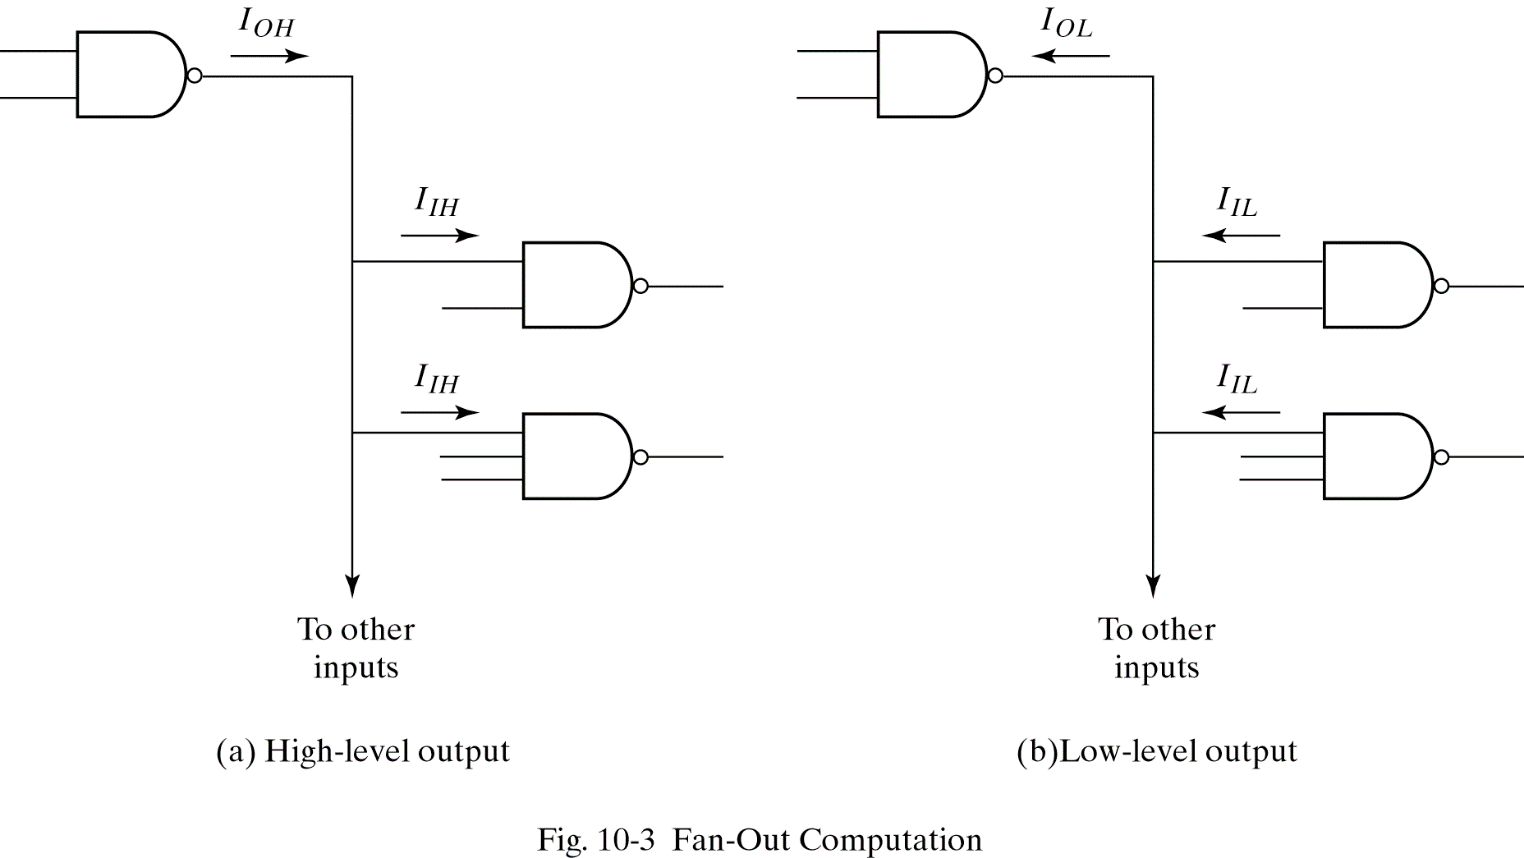 I_OH
I_IH
I_IH
To other
inputs
(a) High-level output
I_OL
I_IL
I_IL
To other
inputs
(b)Low-level output
Fig. 10-3 Fan-Out Computation